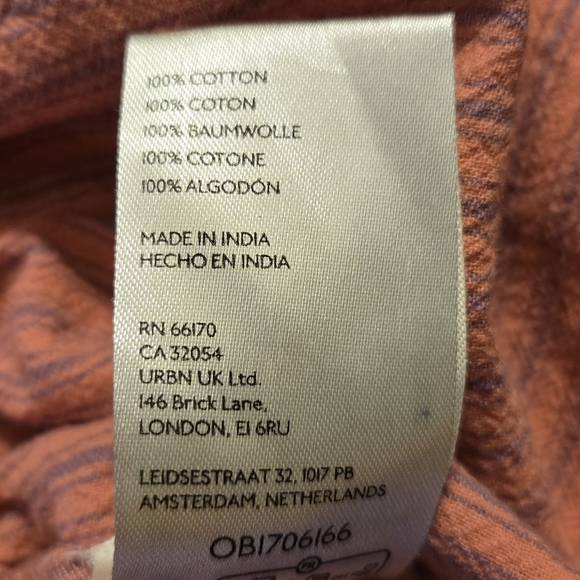 100% COTTON
100% COTON
100% BAUMWOLLE
100% COTONE
100% ALGODÓN
MADE IN INDIA
HECHO EN INDIA
RN 66170
CA 32054
URBN UK Ltd.
146 Brick Lane,
LONDON, E1 6RU
LEIDSESTRAAT 32, 1017 PB
AMSTERDAM, NETHERLANDS
OB1706166
FR